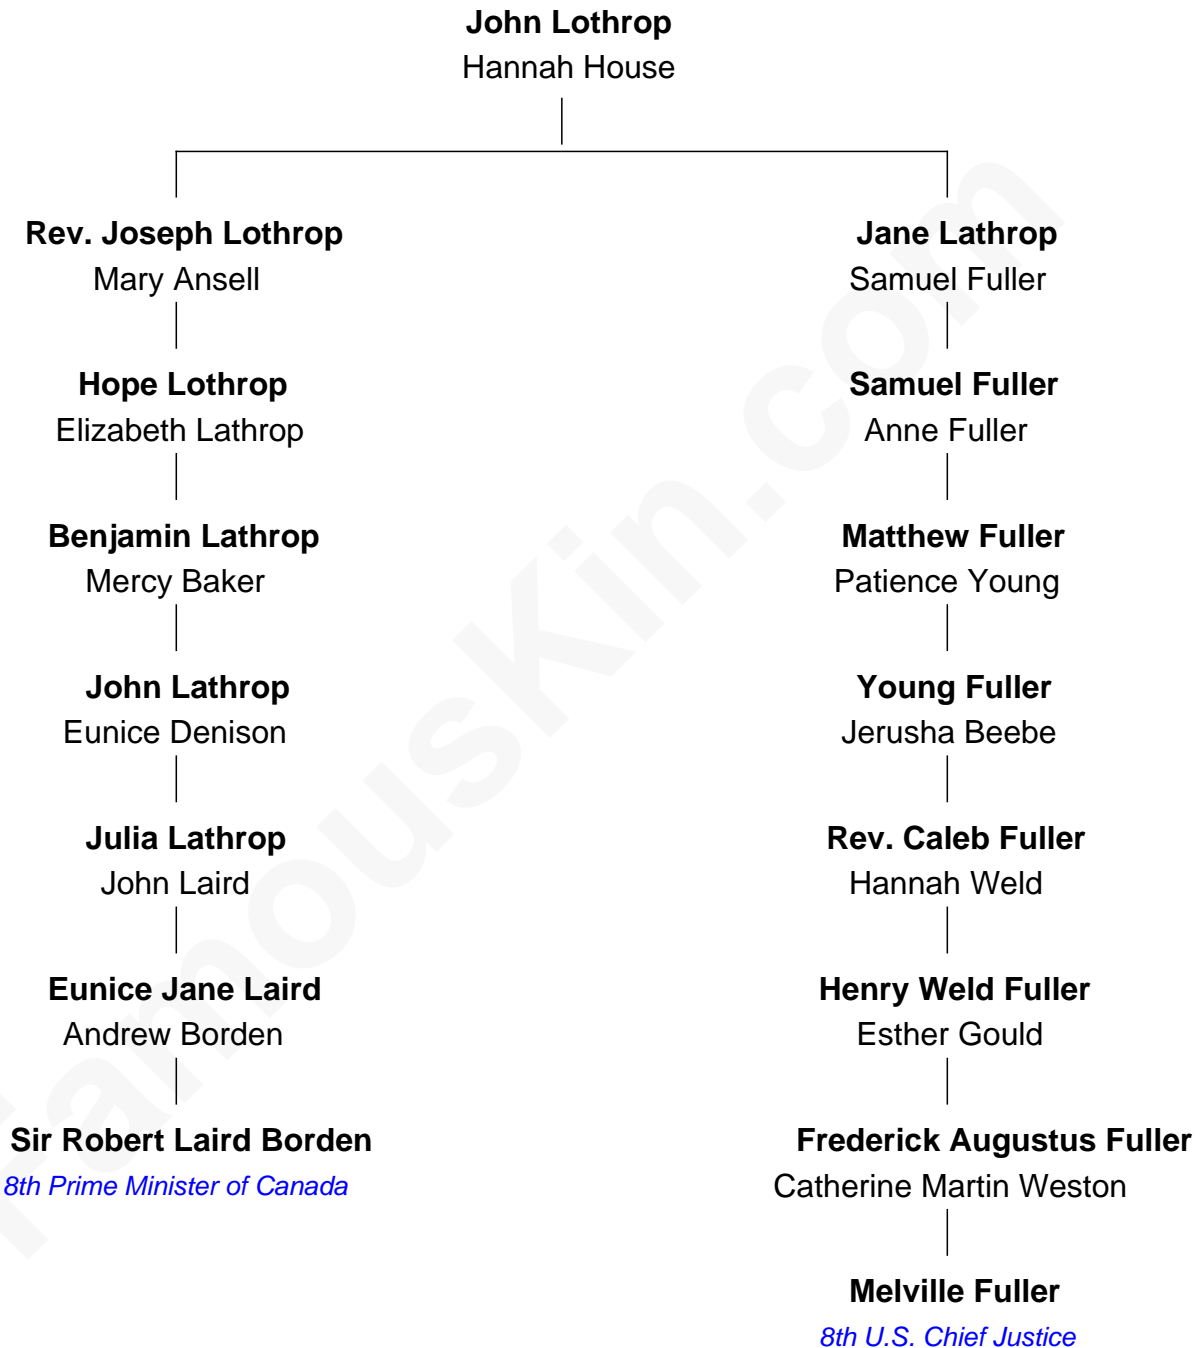 John Lothrop
Hannah House
Rev. Joseph Lothrop
Mary Ansell
Jane Lathrop
Samuel Fuller
Hope Lothrop
Elizabeth Lathrop
Samuel Fuller
Anne Fuller
Benjamin Lathrop
Mercy Baker
Matthew Fuller
Patience Young
John Lathrop
Eunice Denison
Young Fuller
Jerusha Beebe
Julia Lathrop
John Laird
Rev. Caleb Fuller
Hannah Weld
Eunice Jane Laird
Andrew Borden
Henry Weld Fuller
Esther Gould
Sir Robert Laird Borden
8th Prime Minister of Canada
Frederick Augustus Fuller
Catherine Martin Weston
Melville Fuller
8th U.S. Chief Justice
FamousKin.com